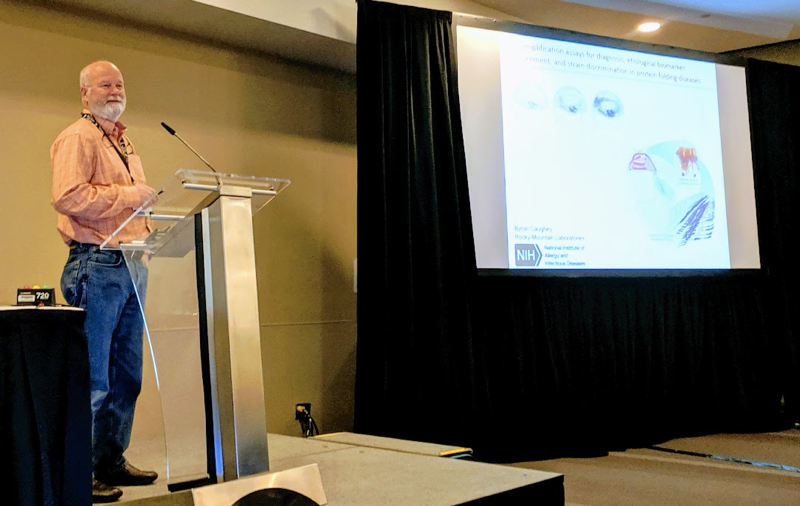 amplification assays for diagnosis, etiological biomarker
and strain discrimination in protein folding diseases
Byron Caughey
Rocky Mountain Laboratories
NIH
National Institute of
Allergy and
Infectious Diseases
720